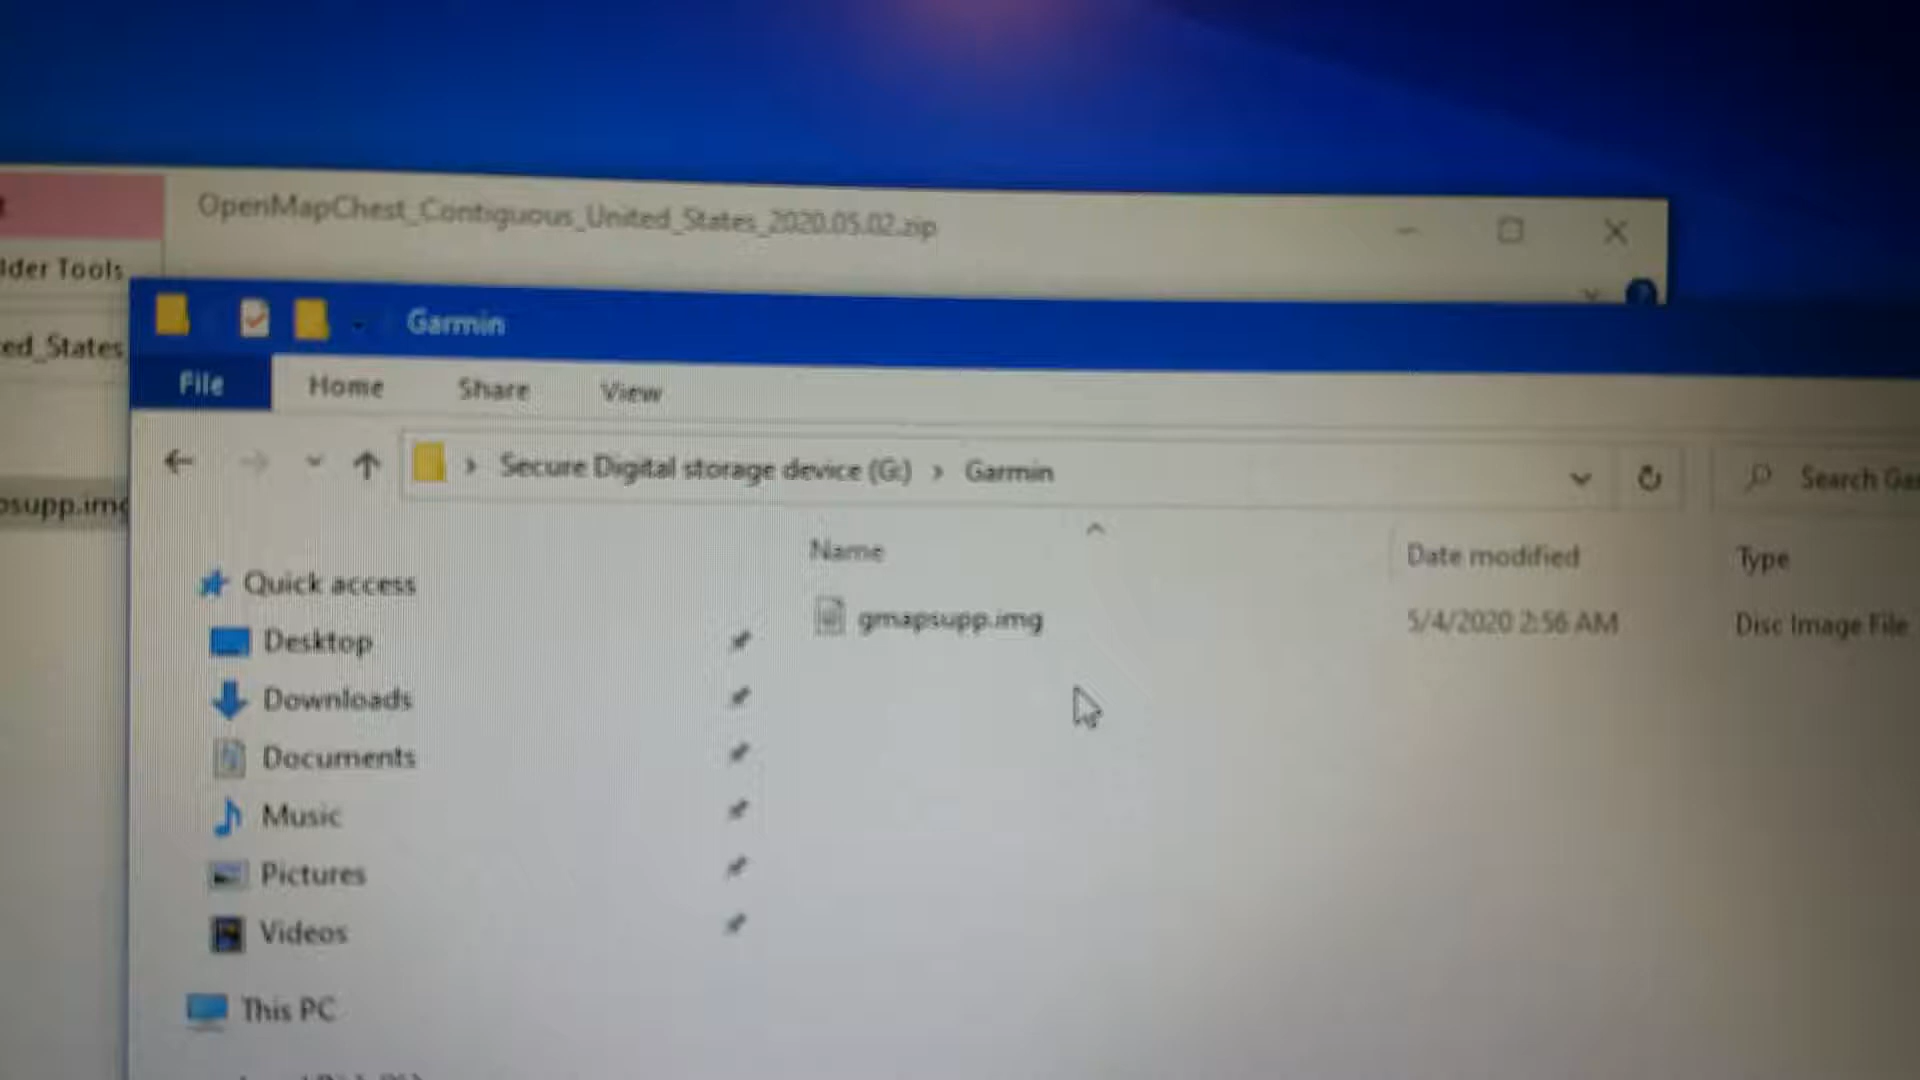 OpenMapChest_Contiguous_United_States_2020.05.02.zip
lder Tools
Garmin
ed_States
File Home Share View
Secure Digital storage device (G:) › Garmin
Search Gar
psupp.img
Name Date modified Type
gmapsupp.img 5/4/2020 2:56 AM Disc Image File
Quick access
Desktop
Downloads
Documents
Music
Pictures
Videos
This PC